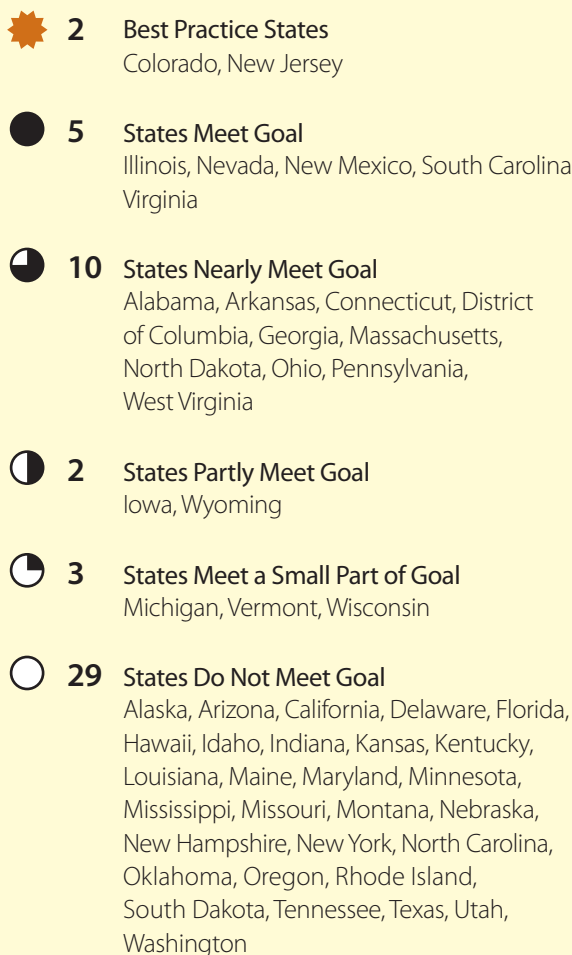 2 Best Practice States
Colorado, New Jersey
5 States Meet Goal
Illinois, Nevada, New Mexico, South Carolina
Virginia
10 States Nearly Meet Goal
Alabama, Arkansas, Connecticut, District
of Columbia, Georgia, Massachusetts,
North Dakota, Ohio, Pennsylvania,
West Virginia
2 States Partly Meet Goal
Iowa, Wyoming
3 States Meet a Small Part of Goal
Michigan, Vermont, Wisconsin
29 States Do Not Meet Goal
Alaska, Arizona, California, Delaware, Florida,
Hawaii, Idaho, Indiana, Kansas, Kentucky,
Louisiana, Maine, Maryland, Minnesota,
Mississippi, Missouri, Montana, Nebraska,
New Hampshire, New York, North Carolina,
Oklahoma, Oregon, Rhode Island,
South Dakota, Tennessee, Texas, Utah,
Washington